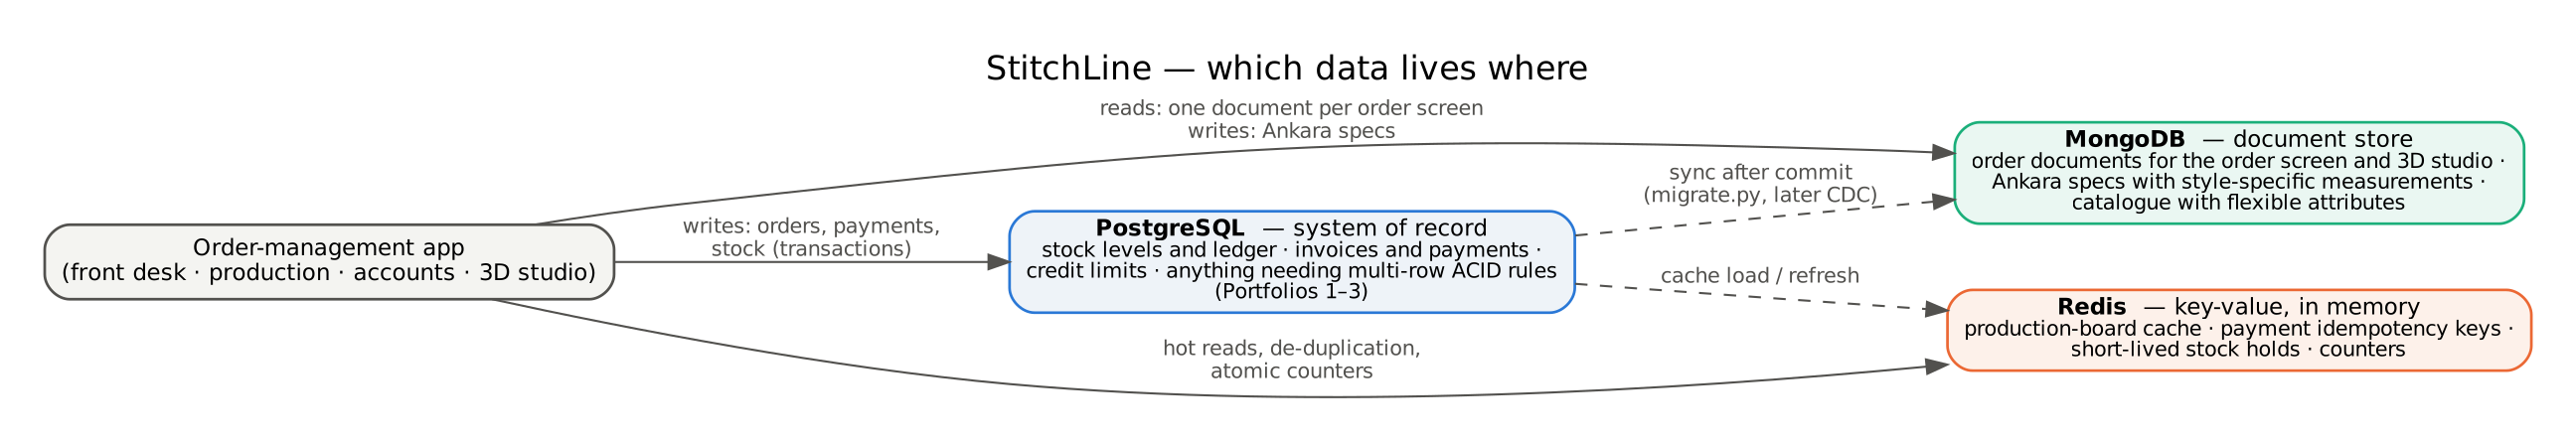 StitchLine — which data lives where
reads: one document per order screen
writes: Ankara specs
MongoDB — document store
order documents for the order screen and 3D studio ·
Ankara specs with style-specific measurements ·
catalogue with flexible attributes
sync after commit
(migrate.py, later CDC)
writes: orders, payments,
stock (transactions)
PostgreSQL — system of record
stock levels and ledger · invoices and payments ·
credit limits · anything needing multi-row ACID rules
(Portfolios 1–3)
Order-management app
(front desk · production · accounts · 3D studio)
cache load / refresh
Redis — key-value, in memory
production-board cache · payment idempotency keys ·
short-lived stock holds · counters
hot reads, de-duplication,
atomic counters